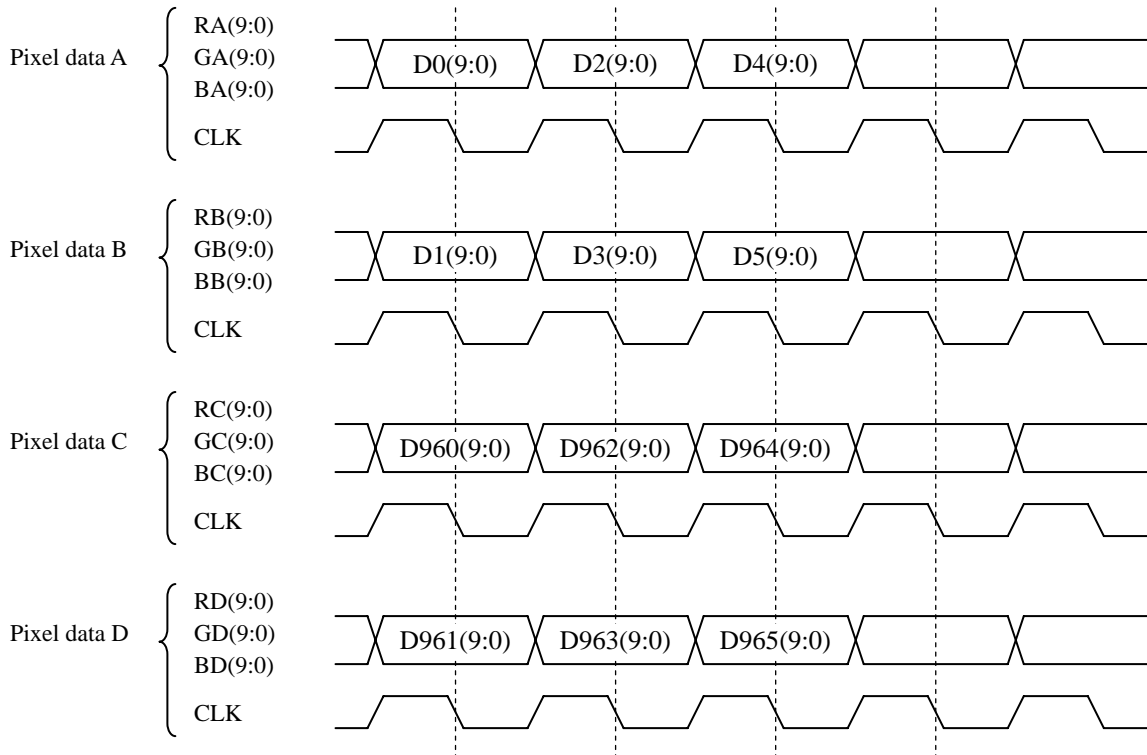 RA(9:0)
Pixel data A
GA(9:0)
BA(9:0)
D0(9:0) D2(9:0) D4(9:0)
CLK
RB(9:0)
Pixel data B
GB(9:0)
BB(9:0)
D1(9:0) D3(9:0) D5(9:0)
CLK
RC(9:0)
Pixel data C
GC(9:0)
BC(9:0)
D960(9:0) D962(9:0) D964(9:0)
CLK
RD(9:0)
Pixel data D
GD(9:0)
BD(9:0)
D961(9:0) D963(9:0) D965(9:0)
CLK